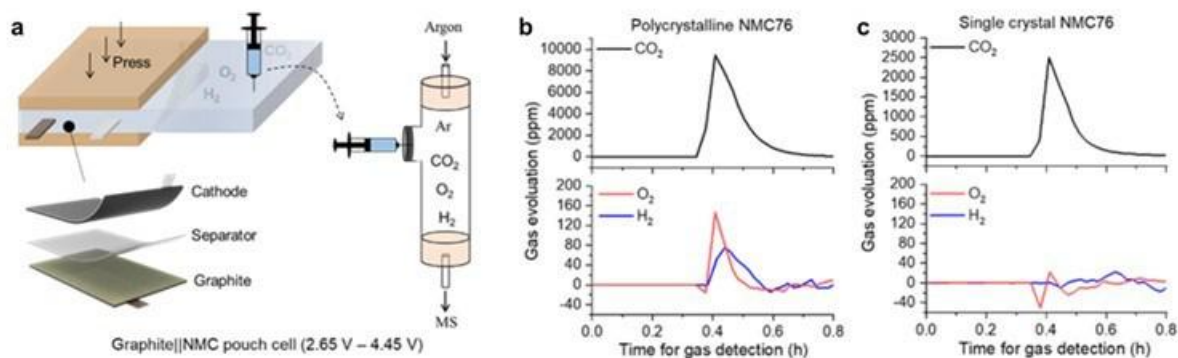 a
Press
CO₂
O₂
H₂
Cathode
Separator
Graphite
Argon
Ar
CO₂
O₂
H₂
MS
Graphite||NMC pouch cell (2.65 V – 4.45 V)
b
Polycrystalline NMC76
CO₂
10000
8000
6000
4000
2000
0
200
160
120
80
40
0
-40
O₂
H₂
Gas evoluation (ppm)
0.0 0.2 0.4 0.6 0.8
Time for gas detection (h)
c
Single crystal NMC76
CO₂
3000
2500
2000
1500
1000
500
0
200
160
120
80
40
0
-40
O₂
H₂
Gas evoluation (ppm)
0.0 0.2 0.4 0.6 0.8
Time for gas detection (h)